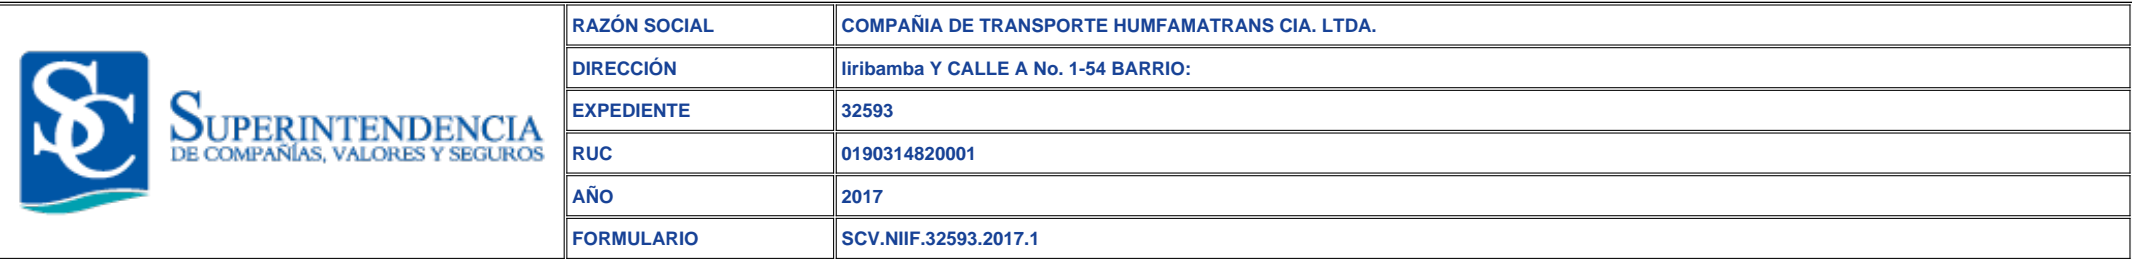 SC
SUPERINTENDENCIA
DE COMPAÑÍAS, VALORES Y SEGUROS
RAZÓN SOCIAL COMPAÑIA DE TRANSPORTE HUMFAMATRANS CIA. LTDA.
DIRECCIÓN liribamba Y CALLE A No. 1-54 BARRIO:
EXPEDIENTE 32593
RUC 0190314820001
AÑO 2017
FORMULARIO SCV.NIIF.32593.2017.1